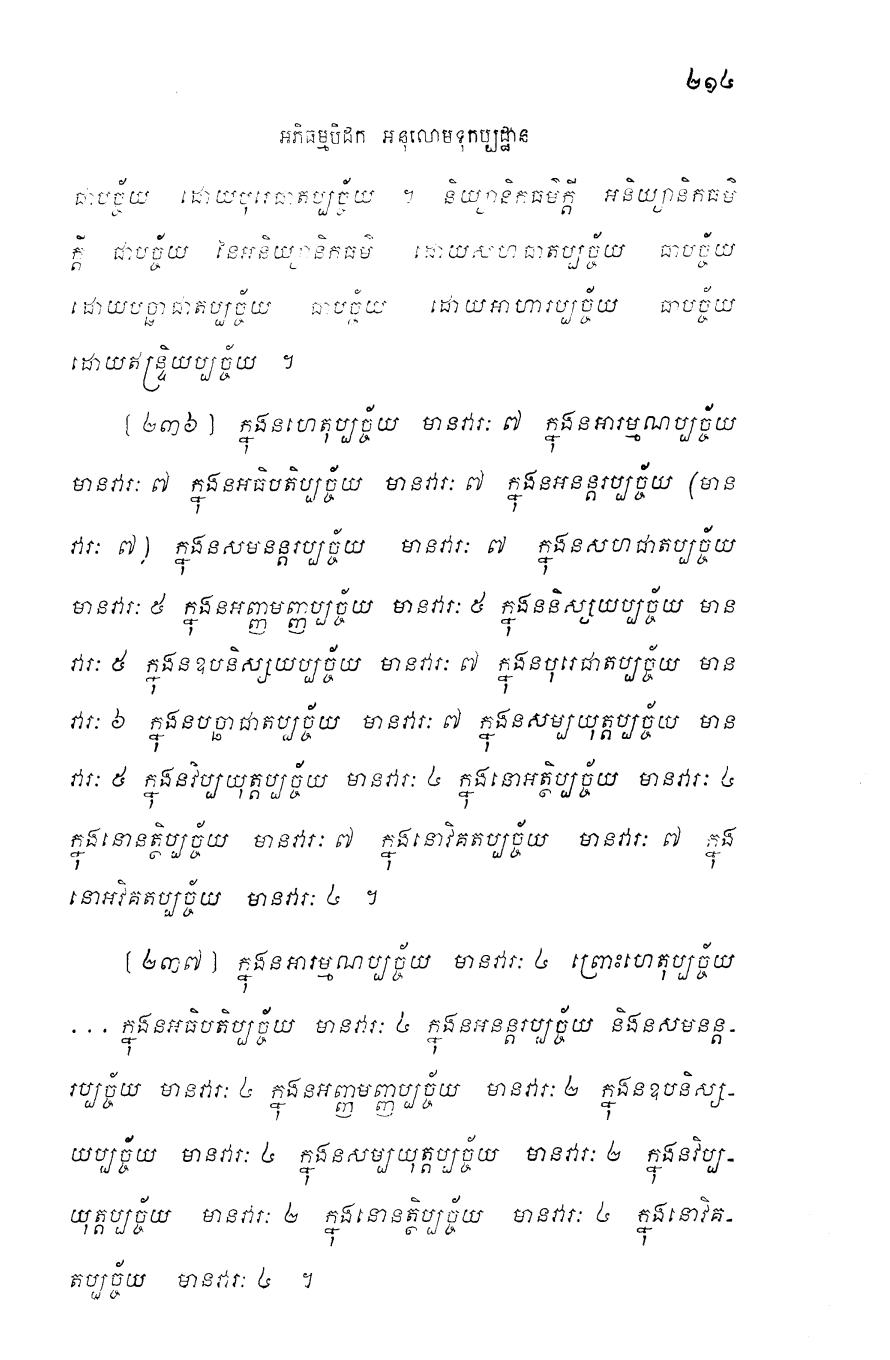 ២១៤
អភិធម្មបិដក អនុលោមទុកប្បដ្ឋាន
ជាបច្ច័យ ដោយបុរេជាតប្បច្ច័យ ។ និយ្យានិកធម៌ក្តី អនិយ្យានិកធម៌
ក្តី ជាបច្ច័យ នៃអនិយ្យានិកធម៌ ដោយសហជាតប្បច្ច័យ ជាបច្ច័យ
ដោយបច្ឆាជាតប្បច្ច័យ ជាបច្ច័យ ដោយអាហារប្បច្ច័យ ជាបច្ច័យ
ដោយឥន្ទ្រិយប្បច្ច័យ ។
[២៣៦] ក្នុងនហេតុប្បច្ច័យ មានវារៈ ៧ ក្នុងនអារម្មណប្បច្ច័យ
មានវារៈ ៧ ក្នុងនអធិបតិប្បច្ច័យ មានវារៈ ៧ ក្នុងនអនន្តរប្បច្ច័យ (មាន
វារៈ ៧) ក្នុងនសមនន្តរប្បច្ច័យ មានវារៈ ៧ ក្នុងនសហជាតប្បច្ច័យ
មានវារៈ ៥ ក្នុងនអញ្ញមញ្ញប្បច្ច័យ មានវារៈ ៥ ក្នុងននិស្សយប្បច្ច័យ មាន
វារៈ ៥ ក្នុងនឧបនិស្សយប្បច្ច័យ មានវារៈ ៧ ក្នុងនបុរេជាតប្បច្ច័យ មាន
វារៈ ៦ ក្នុងនបច្ឆាជាតប្បច្ច័យ មានវារៈ ៧ ក្នុងនសម្បយុត្តប្បច្ច័យ មាន
វារៈ ៥ ក្នុងនវិប្បយុត្តប្បច្ច័យ មានវារៈ ៤ ក្នុងនោអត្ថិប្បច្ច័យ មានវារៈ ៤
ក្នុងនោនត្ថិប្បច្ច័យ មានវារៈ ៧ ក្នុងនោវិគតប្បច្ច័យ មានវារៈ ៧ ក្នុង
នោអវិគតប្បច្ច័យ មានវារៈ ៤ ។
[២៣៧] ក្នុងនអារម្មណប្បច្ច័យ មានវារៈ ៤ ព្រោះហេតុប្បច្ច័យ
... ក្នុងនអធិបតិប្បច្ច័យ មានវារៈ ៤ ក្នុងនអនន្តរប្បច្ច័យ និងនសមនន្ត-
រប្បច្ច័យ មានវារៈ ៤ ក្នុងនអញ្ញមញ្ញប្បច្ច័យ មានវារៈ ២ ក្នុងនឧបនិស្ស-
យប្បច្ច័យ មានវារៈ ៤ ក្នុងនសម្បយុត្តប្បច្ច័យ មានវារៈ ២ ក្នុងនវិប្ប-
យុត្តប្បច្ច័យ មានវារៈ ២ ក្នុងនោនត្ថិប្បច្ច័យ មានវារៈ ៤ ក្នុងនោវិគ-
តប្បច្ច័យ មានវារៈ ៤ ។